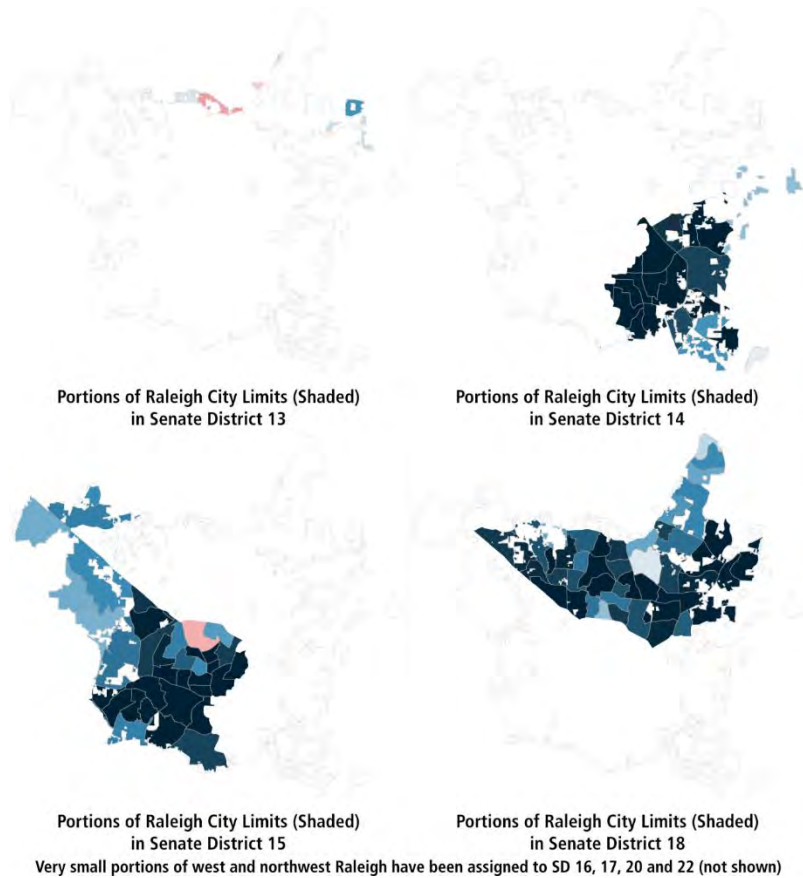 Portions of Raleigh City Limits (Shaded)
in Senate District 13
Portions of Raleigh City Limits (Shaded)
in Senate District 14
Portions of Raleigh City Limits (Shaded)
in Senate District 15
Portions of Raleigh City Limits (Shaded)
in Senate District 18
Very small portions of west and northwest Raleigh have been assigned to SD 16, 17, 20 and 22 (not shown)